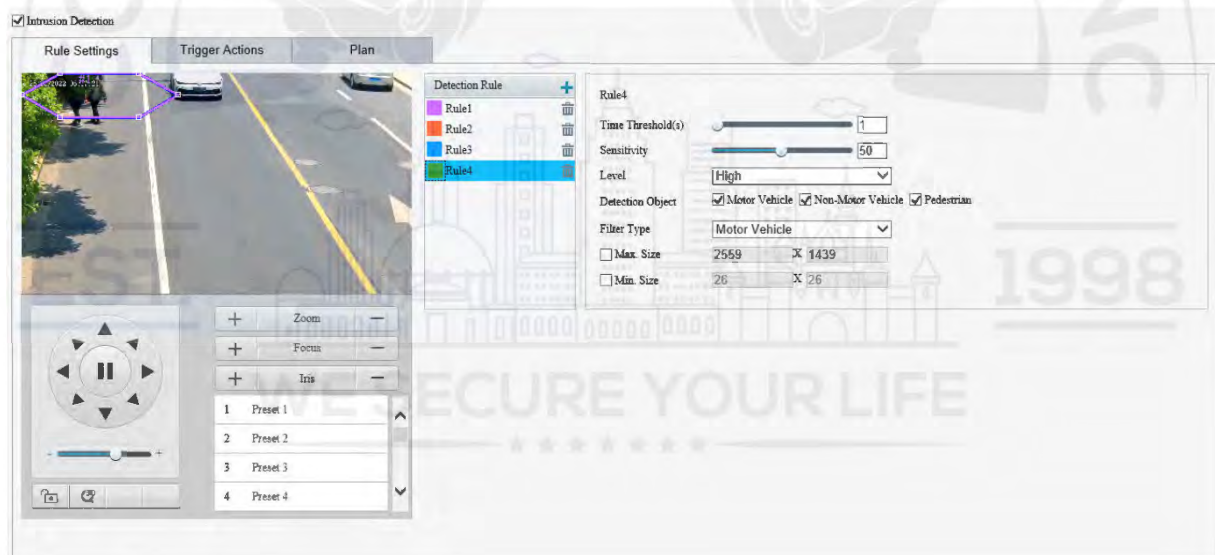 Intrusion Detection
Rule Settings Trigger Actions Plan
Detection Rule
Rule1
Rule2
Rule3
Rule4
Rule4
Time Threshold(s) 1
Sensitivity 50
Level High
Detection Object Motor Vehicle Non-Motor Vehicle Pedestrian
Filter Type Motor Vehicle
Max. Size 2559 X 1439
Min. Size 26 X 26
+ Zoom −
+ Focus −
+ Iris −
1 Preset 1
2 Preset 2
3 Preset 3
4 Preset 4
- +
EST. 1998
WE SECURE YOUR LIFE